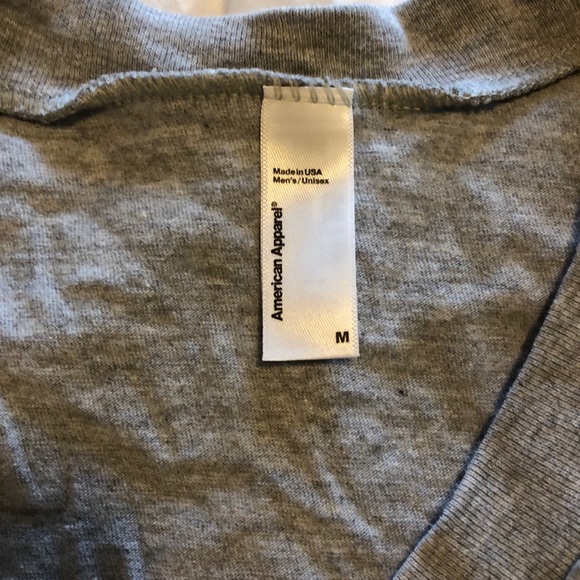 Made in USA
Men's/Unisex
American Apparel®
M